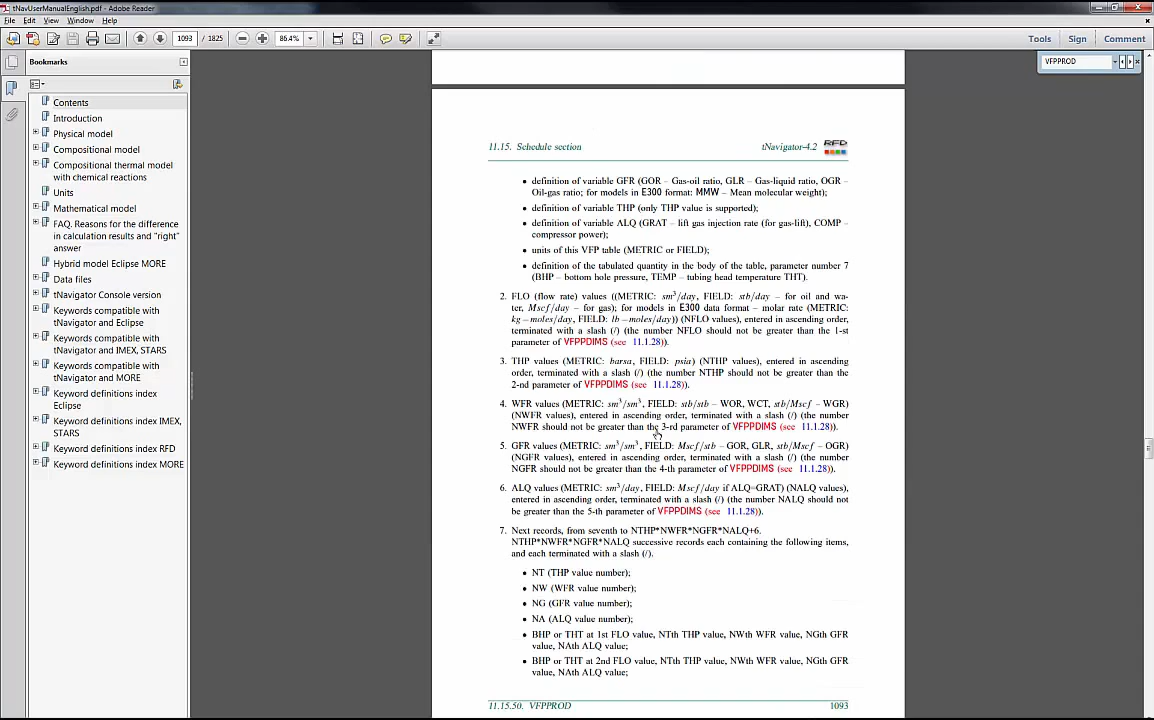 tNavUserManualEnglish.pdf - Adobe Reader
File Edit View Window Help
1093 / 1825 86.4% Tools Sign Comment
Bookmarks
VFPPROD
Contents
Introduction
Physical model
Compositional model
Compositional thermal model
with chemical reactions
Units
Mathematical model
FAQ. Reasons for the difference
in calculation results and "right"
answer
Hybrid model Eclipse MORE
Data files
tNavigator Console version
Keywords compatible with
tNavigator and Eclipse
Keywords compatible with
tNavigator and IMEX, STARS
Keywords compatible with
tNavigator and MORE
Keyword definitions index
Eclipse
Keyword definitions index IMEX,
STARS
Keyword definitions index RFD
Keyword definitions index MORE
11.15. Schedule section tNavigator-4.2 RFD
• definition of variable GFR (GOR – Gas-oil ratio, GLR – Gas-liquid ratio, OGR –
Oil-gas ratio; for models in E300 format: MMW – Mean molecular weight);
• definition of variable THP (only THP value is supported);
• definition of variable ALQ (GRAT – lift gas injection rate (for gas-lift), COMP –
compressor power);
• units of this VFP table (METRIC or FIELD);
• definition of the tabulated quantity in the body of the table, parameter number 7
(BHP – bottom hole pressure, TEMP – tubing head temperature THT).
2. FLO (flow rate) values ((METRIC: sm³/day, FIELD: stb/day – for oil and wa-
ter, Mscf/day – for gas); for models in E300 data format – molar rate (METRIC:
kg−moles/day, FIELD: lb−moles/day)) (NFLO values), entered in ascending order,
terminated with a slash (/) (the number NFLO should not be greater than the 1-st
parameter of VFPPDIMS (see 11.1.28)).
3. THP values (METRIC: barsa, FIELD: psia) (NTHP values), entered in ascending
order, terminated with a slash (/) (the number NTHP should not be greater than the
2-nd parameter of VFPPDIMS (see 11.1.28)).
4. WFR values (METRIC: sm³/sm³, FIELD: stb/stb – WOR, WCT, stb/Mscf – WGR)
(NWFR values), entered in ascending order, terminated with a slash (/) (the number
NWFR should not be greater than the 3-rd parameter of VFPPDIMS (see 11.1.28)).
5. GFR values (METRIC: sm³/sm³, FIELD: Mscf/stb – GOR, GLR, stb/Mscf – OGR)
(NGFR values), entered in ascending order, terminated with a slash (/) (the number
NGFR should not be greater than the 4-th parameter of VFPPDIMS (see 11.1.28)).
6. ALQ values (METRIC: sm³/day, FIELD: Mscf/day if ALQ=GRAT) (NALQ values),
entered in ascending order, terminated with a slash (/) (the number NALQ should not
be greater than the 5-th parameter of VFPPDIMS (see 11.1.28)).
7. Next records, from seventh to NTHP*NWFR*NGFR*NALQ+6.
NTHP*NWFR*NGFR*NALQ successive records each containing the following items,
and each terminated with a slash (/).
• NT (THP value number);
• NW (WFR value number);
• NG (GFR value number);
• NA (ALQ value number);
• BHP or THT at 1st FLO value, NTth THP value, NWth WFR value, NGth GFR
value, NAth ALQ value;
• BHP or THT at 2nd FLO value, NTth THP value, NWth WFR value, NGth GFR
value, NAth ALQ value;
11.15.50. VFPPROD 1093